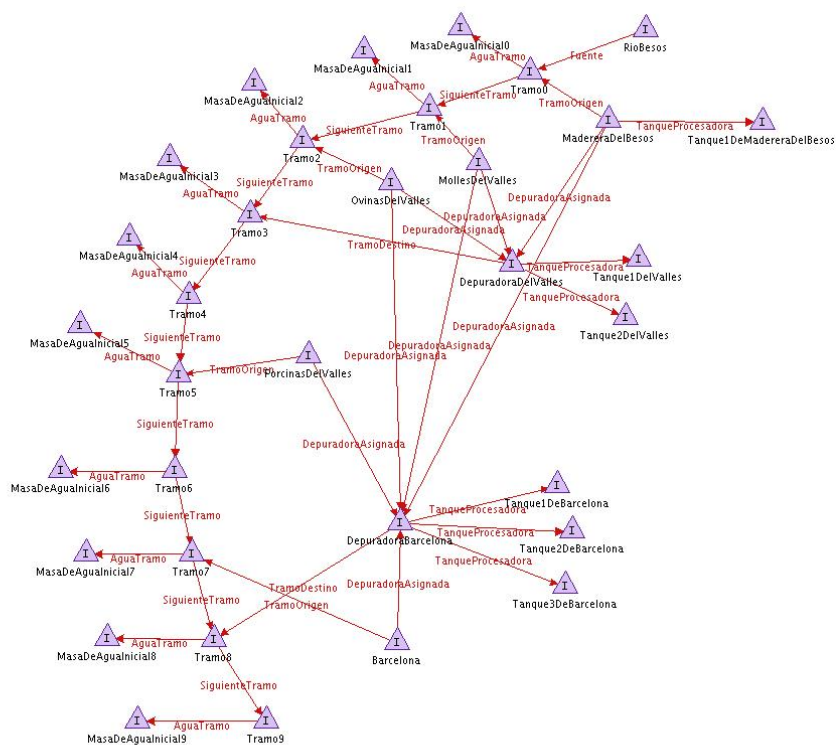 I
RioBesos
I
MasaDeAguaInicial0
Fuente
I
MasaDeAguaInicial1
AguaTramo
I
Tramo0
SiguienteTramo
I
MasaDeAguaInicial2
AguaTramo
TramoOrigen
I
Tramo1
I
MadereraDelBesos
TanqueProcesadora
I
Tanque1DeMadereraDelBesos
AguaTramo
SiguienteTramo
I
Tramo2
TramoOrigen
I
MasaDeAguaInicial3
SiguienteTramo
TramoOrigen
I
MollesDelValles
AguaTramo
I
OvinasDelValles
DepuradoraAsignada
I
Tramo3
DepuradoraAsignada
DepuradoraAsignada
I
MasaDeAguaInicial4
SiguienteTramo
TramoDestino
I
DepuradoraDelValles
TanqueProcesadora
I
Tanque1DelValles
AguaTramo
I
Tramo4
TanqueProcesadora
I
Tanque2DelValles
I
MasaDeAguaInicial5
SiguienteTramo
DepuradoraAsignada
DepuradoraAsignada
DepuradoraAsignada
AguaTramo
I
Tramo5
TramoOrigen
I
PorcinasDelValles
SiguienteTramo
DepuradoraAsignada
I
MasaDeAguaInicial6
AguaTramo
I
Tramo6
I
Tanque1DeBarcelona
SiguienteTramo
TanqueProcesadora
I
DepuradoraBarcelona
TanqueProcesadora
I
Tanque2DeBarcelona
I
MasaDeAguaInicial7
AguaTramo
I
Tramo7
TanqueProcesadora
I
Tanque3DeBarcelona
SiguienteTramo
TramoDestino
DepuradoraAsignada
TramoOrigen
I
MasaDeAguaInicial8
AguaTramo
I
Tramo8
I
Barcelona
SiguienteTramo
I
MasaDeAguaInicial9
AguaTramo
I
Tramo9